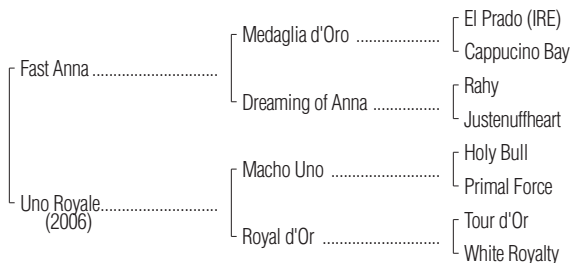 El Prado (IRE)
Medaglia d'Oro ....................
Cappucino Bay
Fast Anna ..............................
Rahy
Dreaming of Anna ................
Justenuffheart
Holy Bull
Macho Uno ..........................
Primal Force
Uno Royale............................
(2006)
Tour d'Or
Royal d'Or ............................
White Royalty